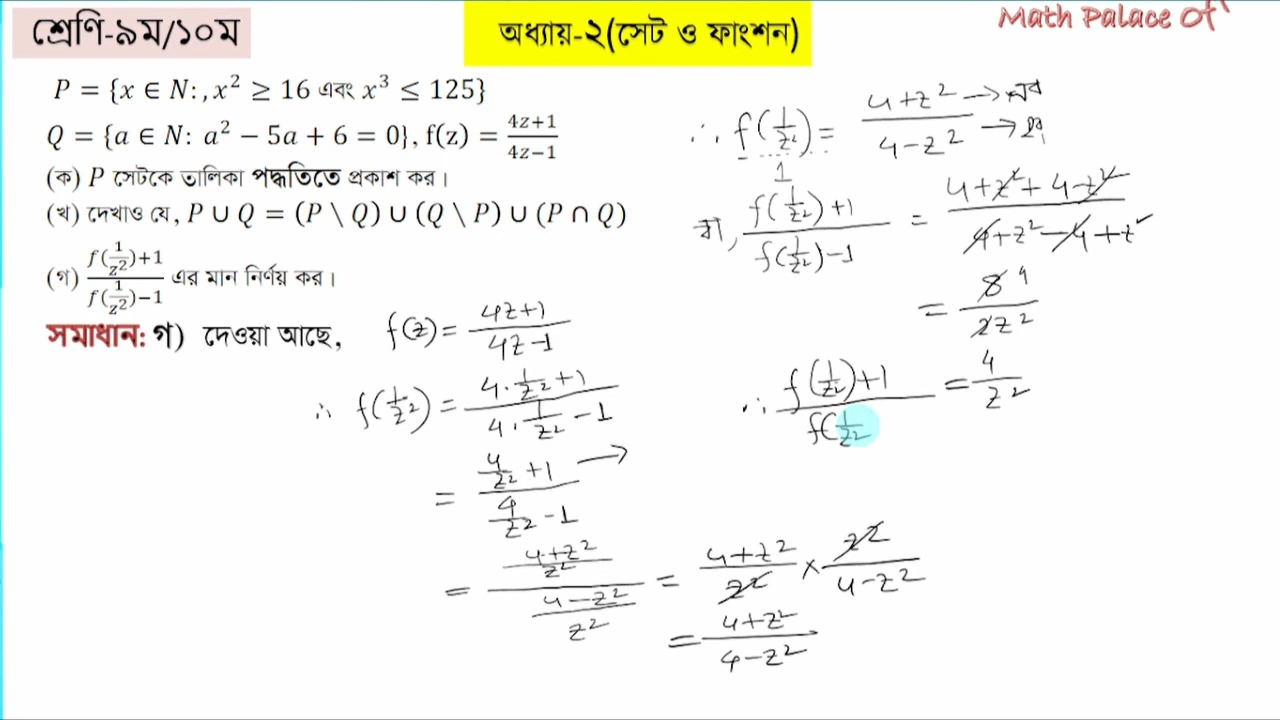 শ্রেণি-৯ম/১০ম
অধ্যায়-২(সেট ও ফাংশন)
Math Palace Of
P = {x ∈ N:, x² ≥ 16 এবং x³ ≤ 125}
Q = {a ∈ N: a² − 5a + 6 = 0}, f(z) = (4z+1)/(4z−1)
(ক) P সেটকে তালিকা পদ্ধতিতে প্রকাশ কর।
(খ) দেখাও যে, P ∪ Q = (P \ Q) ∪ (Q \ P) ∪ (P ∩ Q)
(গ) (f(1/z²)+1)/(f(1/z²)−1) এর মান নির্ণয় কর।
সমাধান: গ) দেওয়া আছে, f(z) = (4z+1)/(4z-1)
∴ f(1/z²) = (4·1/z²+1)/(4·1/z²-1)
= (4/z²+1)/(4/z²-1) →
= ((4+z²)/z²)/((4-z²)/z²) = (4+z²)/z² × z²/(4-z²)
= (4+z²)/(4-z²)
∴ f(1/z²)/1 = (4+z²)/(4-z²)
বা, (f(1/z²)+1)/(f(1/z²)-1) = (4+z²+4-z²)/(4+z²-4+z²)
= 8 4/2z²
∴ (f(1/z²)+1)/(f(1/z² = 4/z²